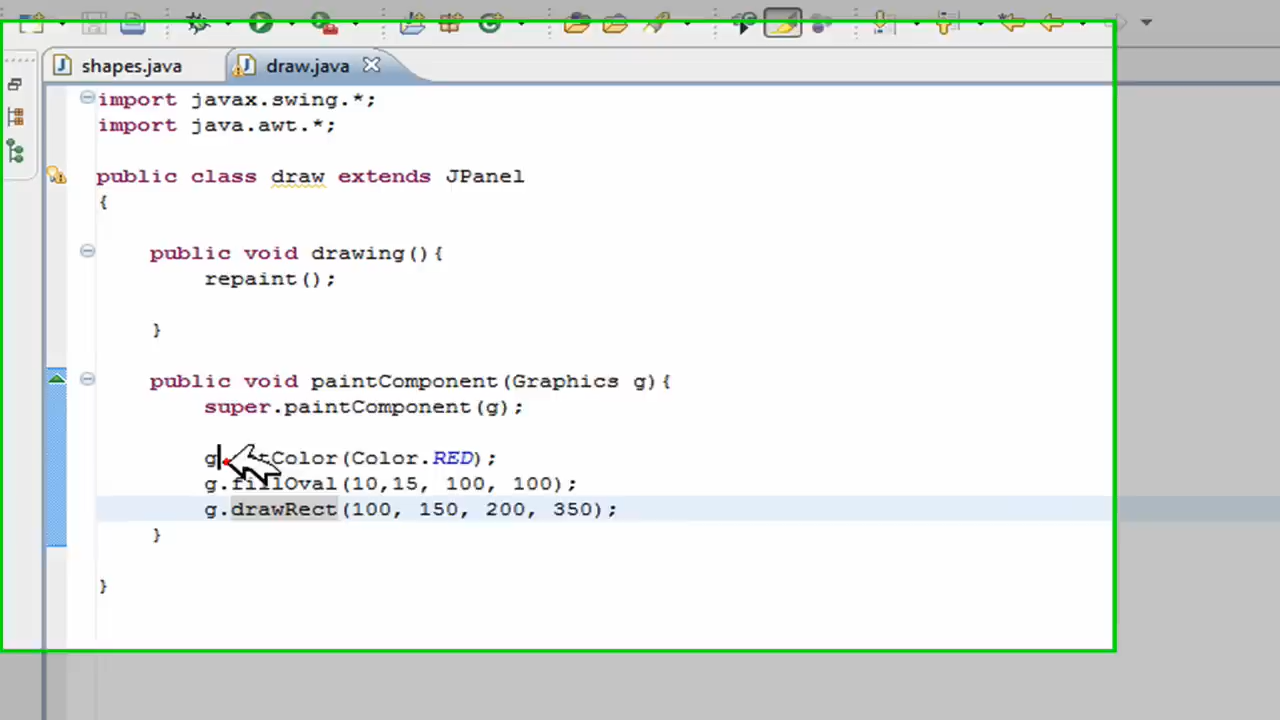 shapes.java draw.java
import javax.swing.*;
import java.awt.*;
public class draw extends JPanel
{
public void drawing(){
repaint();
}
public void paintComponent(Graphics g){
super.paintComponent(g);
(Color.RED);
g.fillOval(10,15, 100, 100);
g.drawRect(100, 150, 200, 350);
}
}